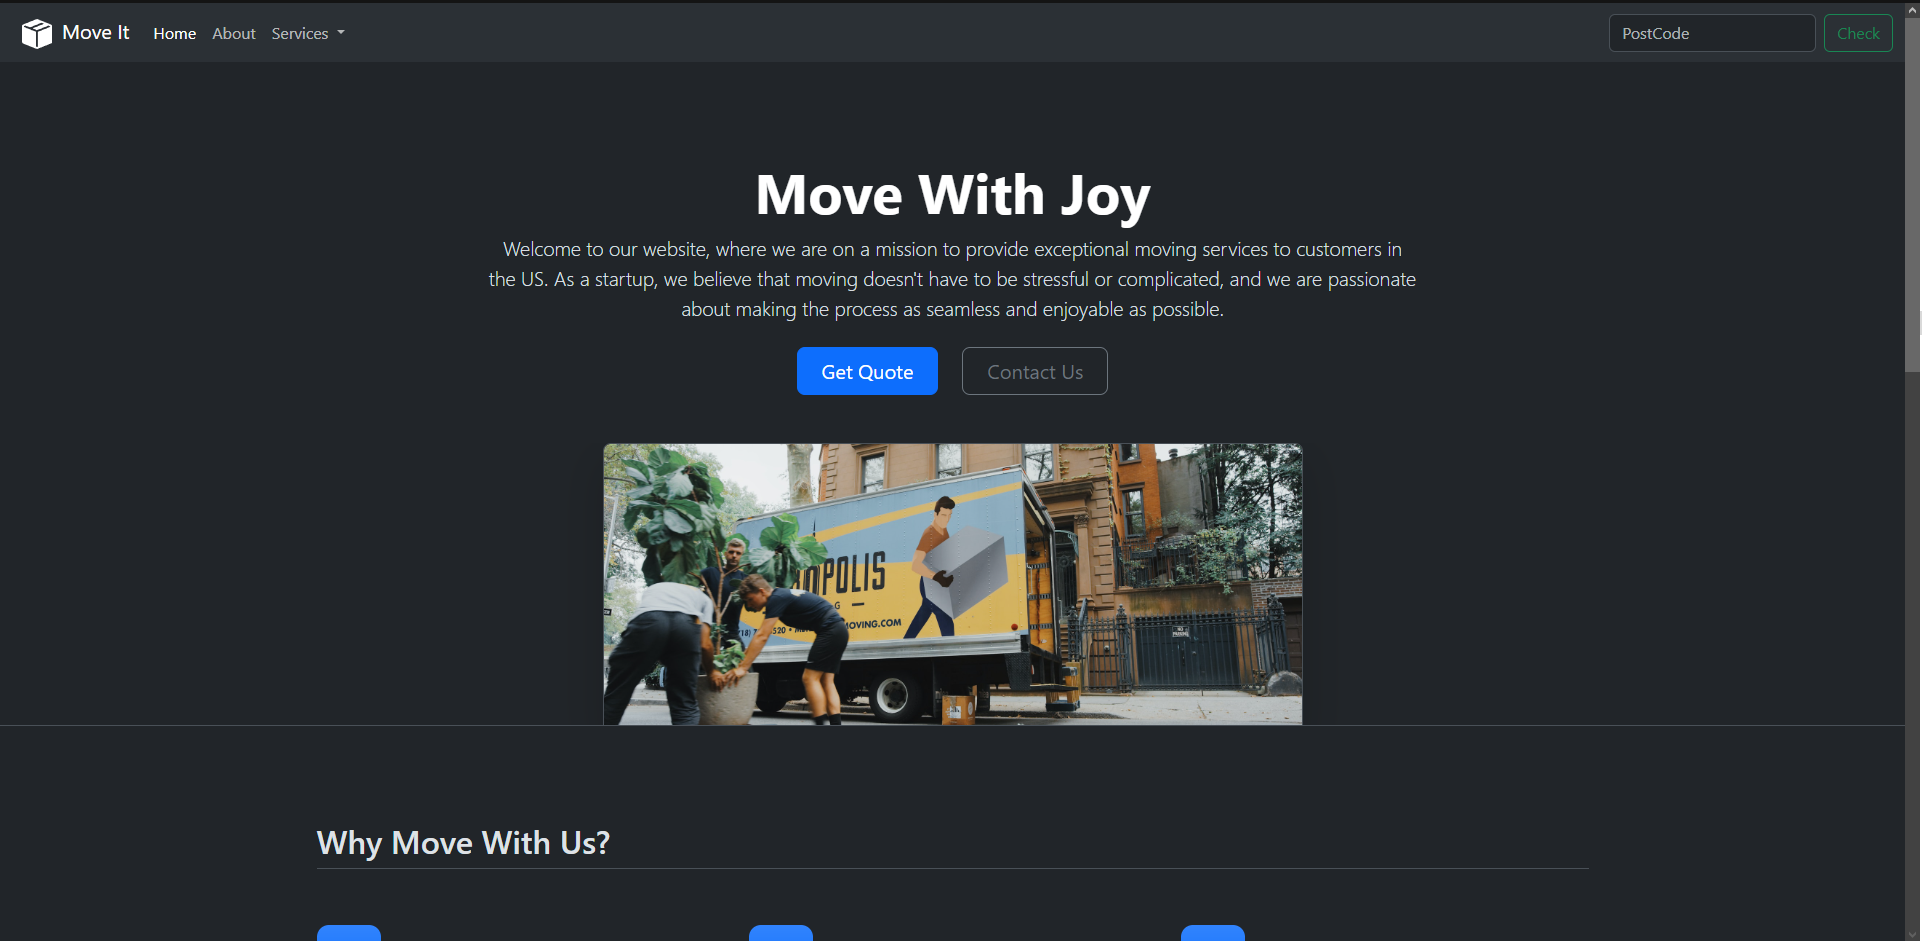 Move It
Home
About
Services
PostCode
Check
Move With Joy
Welcome to our website, where we are on a mission to provide exceptional moving services to customers in
the US. As a startup, we believe that moving doesn't have to be stressful or complicated, and we are passionate
about making the process as seamless and enjoyable as possible.
Get Quote
Contact Us
OPOLIS
MOVING.COM
NO
PARKING
Why Move With Us?